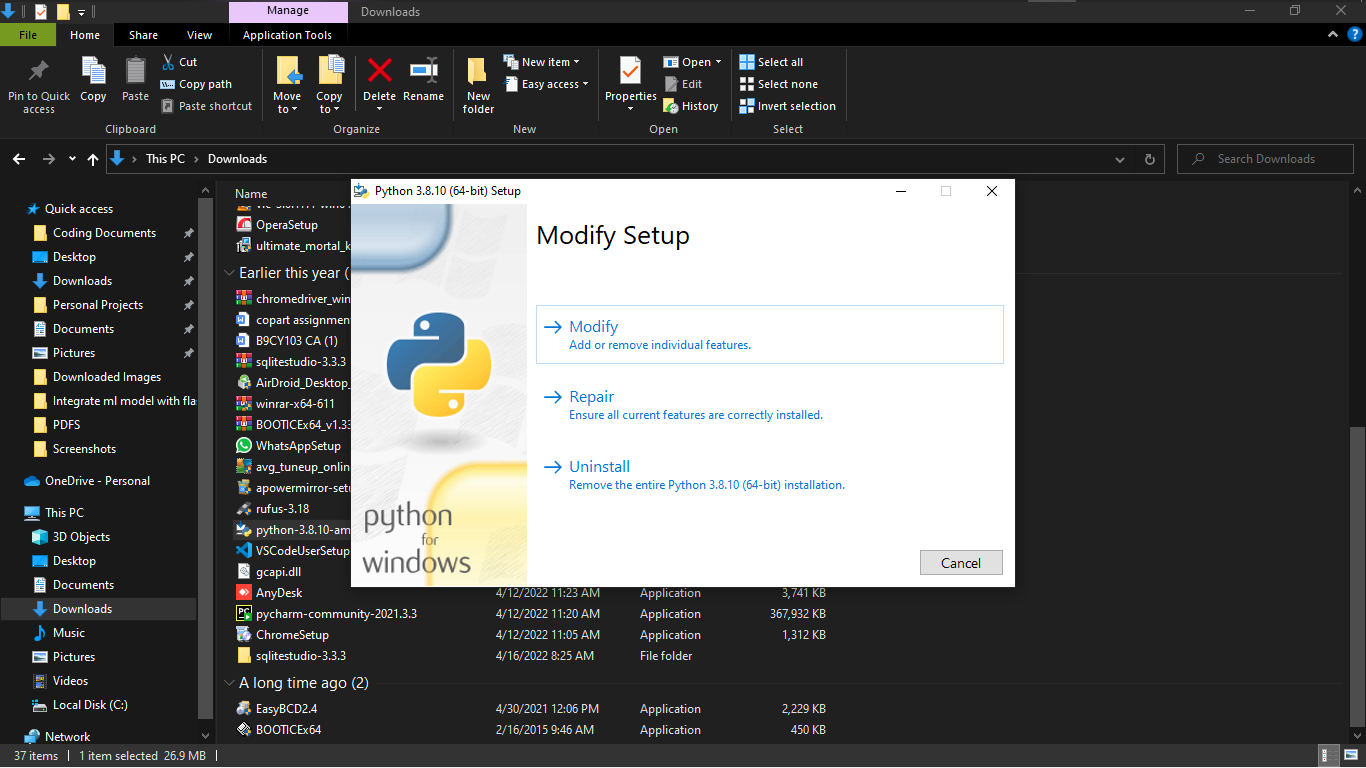 Manage
Downloads
File
Home
Share
View
Application Tools
Pin to Quick access
Copy
Paste
Cut
Copy path
Paste shortcut
Clipboard
Move to
Copy to
Delete
Rename
Organize
New folder
New item
Easy access
New
Properties
Open
Edit
History
Open
Select all
Select none
Invert selection
Select
This PC > Downloads
Search Downloads
Quick access
Coding Documents
Desktop
Downloads
Personal Projects
Documents
Pictures
Downloaded Images
Integrate ml model with fla
PDFS
Screenshots
OneDrive - Personal
This PC
3D Objects
Desktop
Documents
Downloads
Music
Pictures
Videos
Local Disk (C:)
Network
Name
OperaSetup
ultimate_mortal_k
Earlier this year (
chromedriver_win
copart assignmen
B9CY103 CA (1)
sqlitestudio-3.3.3
AirDroid_Desktop_
winrar-x64-611
BOOTICEx64_v1.33
WhatsAppSetup
avg_tuneup_onlin
apowermirror-setu
rufus-3.18
python-3.8.10-am
VSCodeUserSetup
gcapi.dll
AnyDesk 4/12/2022 11:23 AM Application 3,741 KB
pycharm-community-2021.3.3 4/12/2022 11:20 AM Application 367,932 KB
ChromeSetup 4/12/2022 11:05 AM Application 1,312 KB
sqlitestudio-3.3.3 4/16/2022 8:25 AM File folder
A long time ago (2)
EasyBCD2.4 4/30/2021 12:06 PM Application 2,229 KB
BOOTICEx64 2/16/2015 9:46 AM Application 450 KB
Python 3.8.10 (64-bit) Setup
Modify Setup
Modify
Add or remove individual features.
Repair
Ensure all current features are correctly installed.
Uninstall
Remove the entire Python 3.8.10 (64-bit) installation.
python
for
windows
Cancel
37 items
1 item selected 26.9 MB